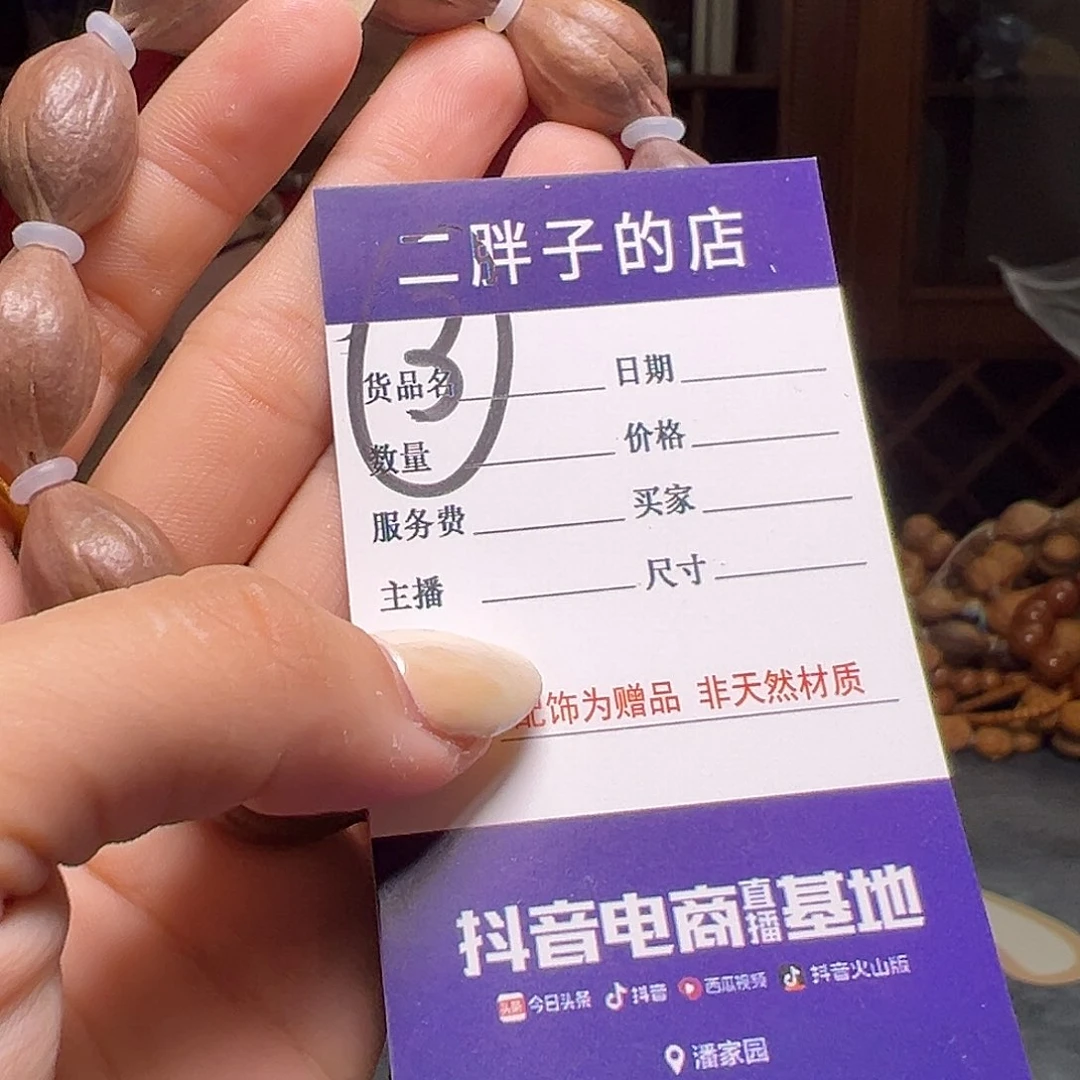 二胖子的店
3
货品名 日期
数量 价格
服务费 买家
主播 尺寸
配饰为赠品 非天然材质
抖音电商直播基地
头条 今日头条 抖音 西瓜视频 抖音火山版
潘家园